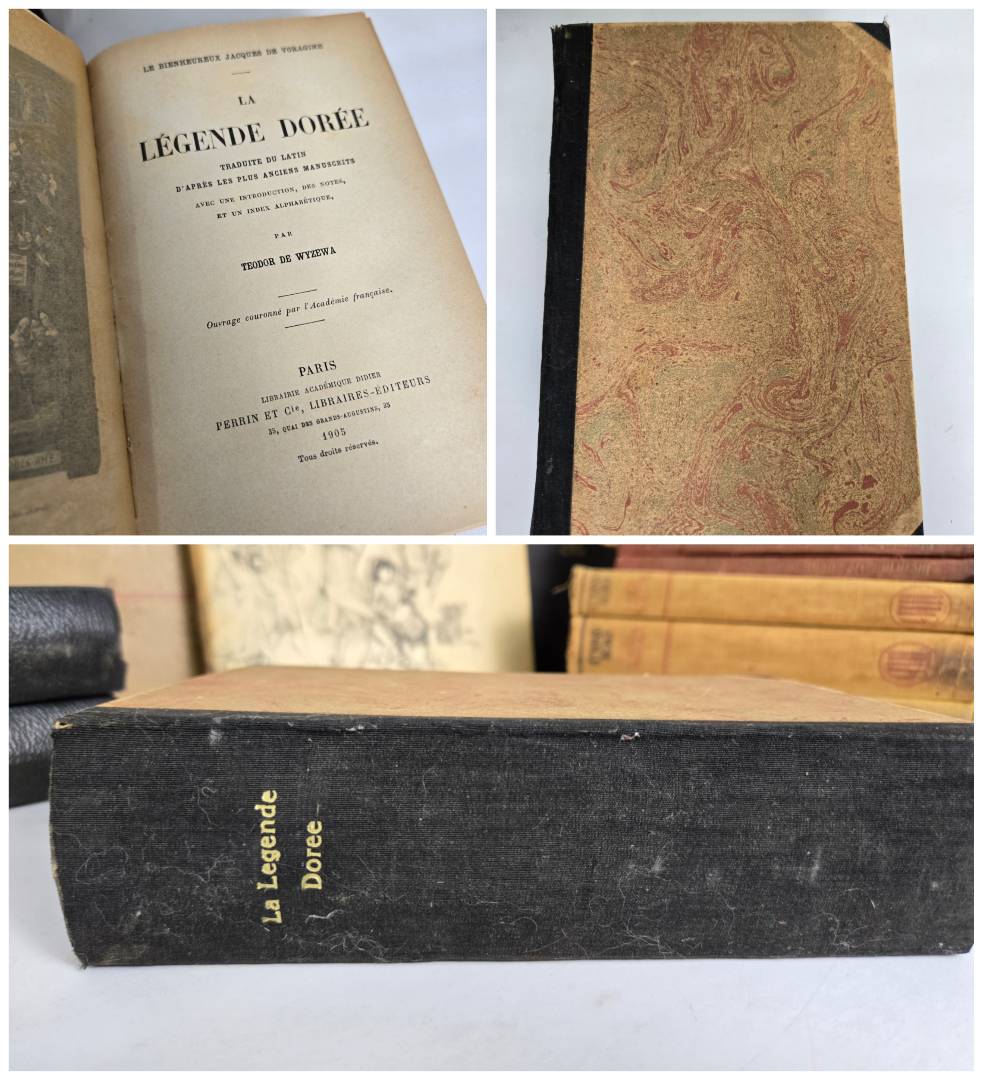 LE BIENHEUREUX JACQUES DE VORAGINE
LA
LÉGENDE DORÉE
TRADUITE DU LATIN
D'APRÈS LES PLUS ANCIENS MANUSCRITS
AVEC UNE INTRODUCTION, DES NOTES,
ET UN INDEX ALPHABÉTIQUE,
PAR
TEODOR DE WYZEWA
Ouvrage couronné par l'Académie française.
PARIS
LIBRAIRIE ACADÉMIQUE DIDIER
PERRIN ET Cie, LIBRAIRES-ÉDITEURS
35, QUAI DES GRANDS-AUGUSTINS, 35
1905
Tous droits réservés.
La Legende
Doree